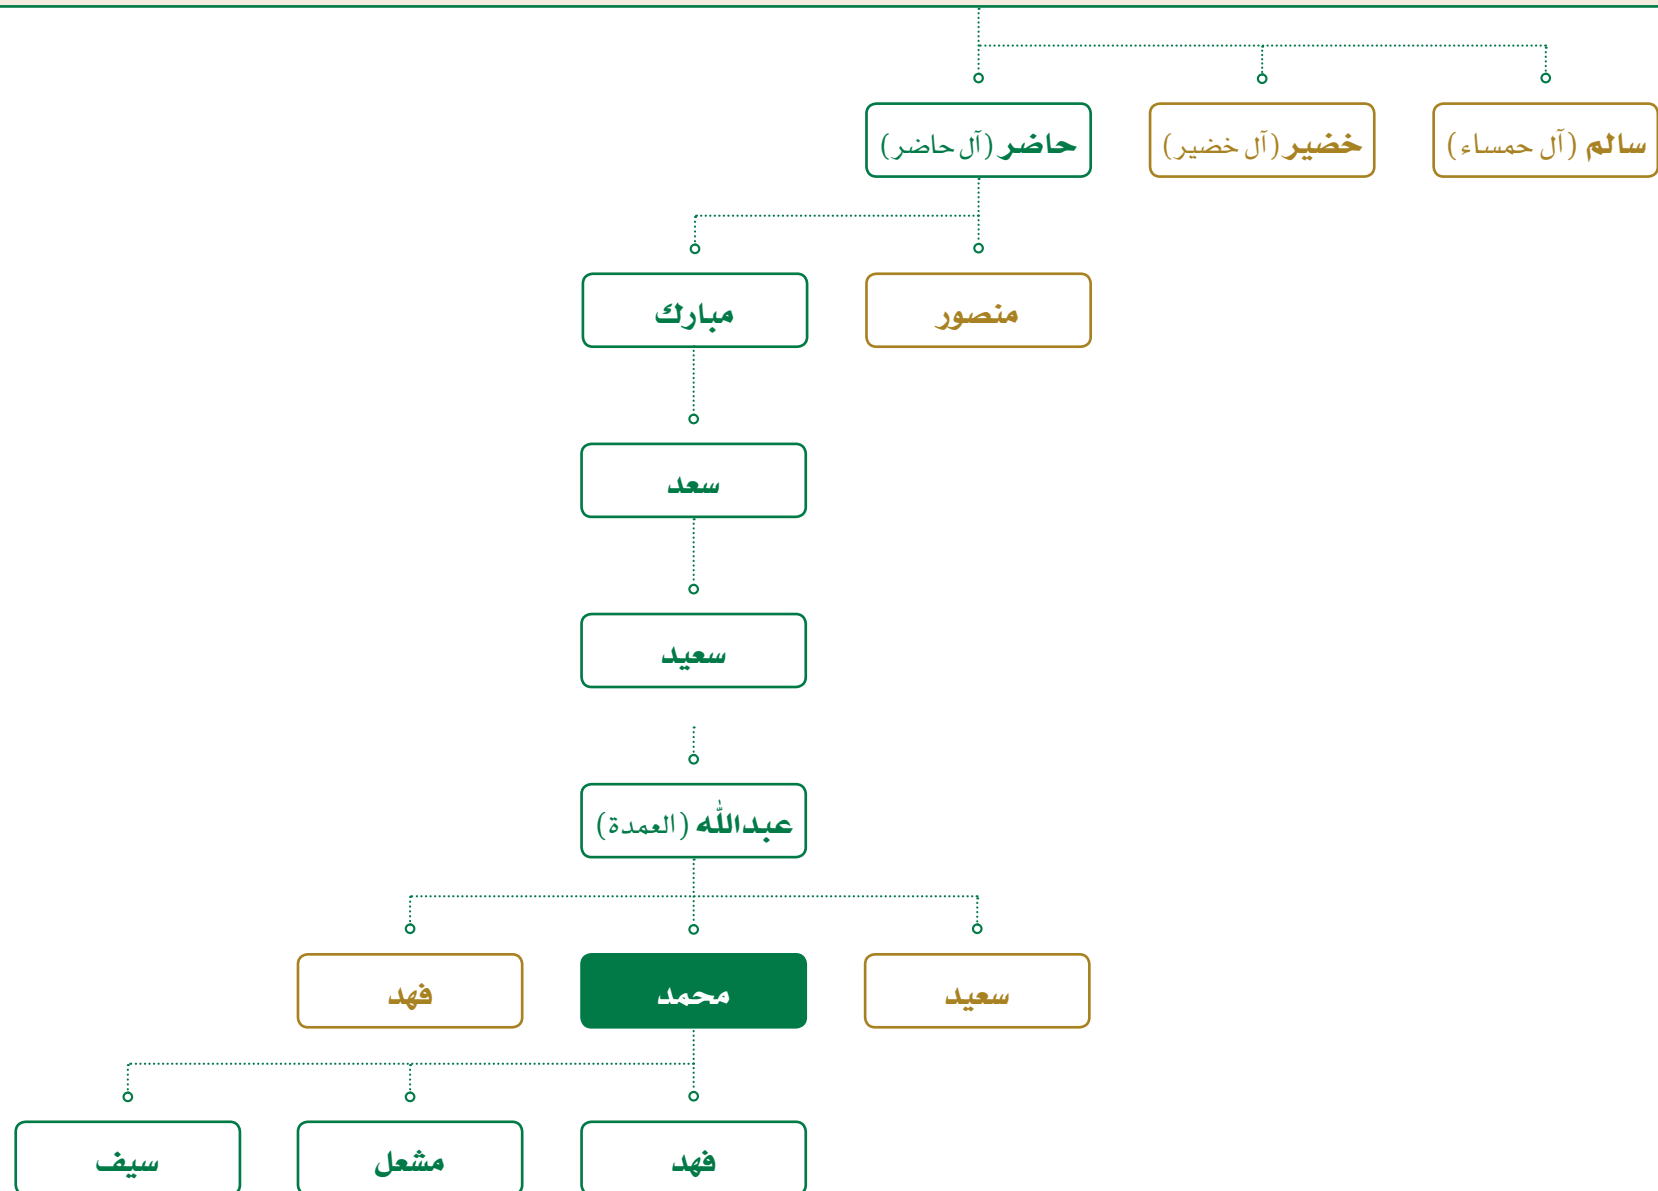 سالم (آل حمساء)
خضير (آل خضير)
حاضر (آل حاضر)
منصور
مبارك
سعد
سعيد
عبدالله (العمدة)
سعيد
محمد
فهد
فهد
مشعل
سيف